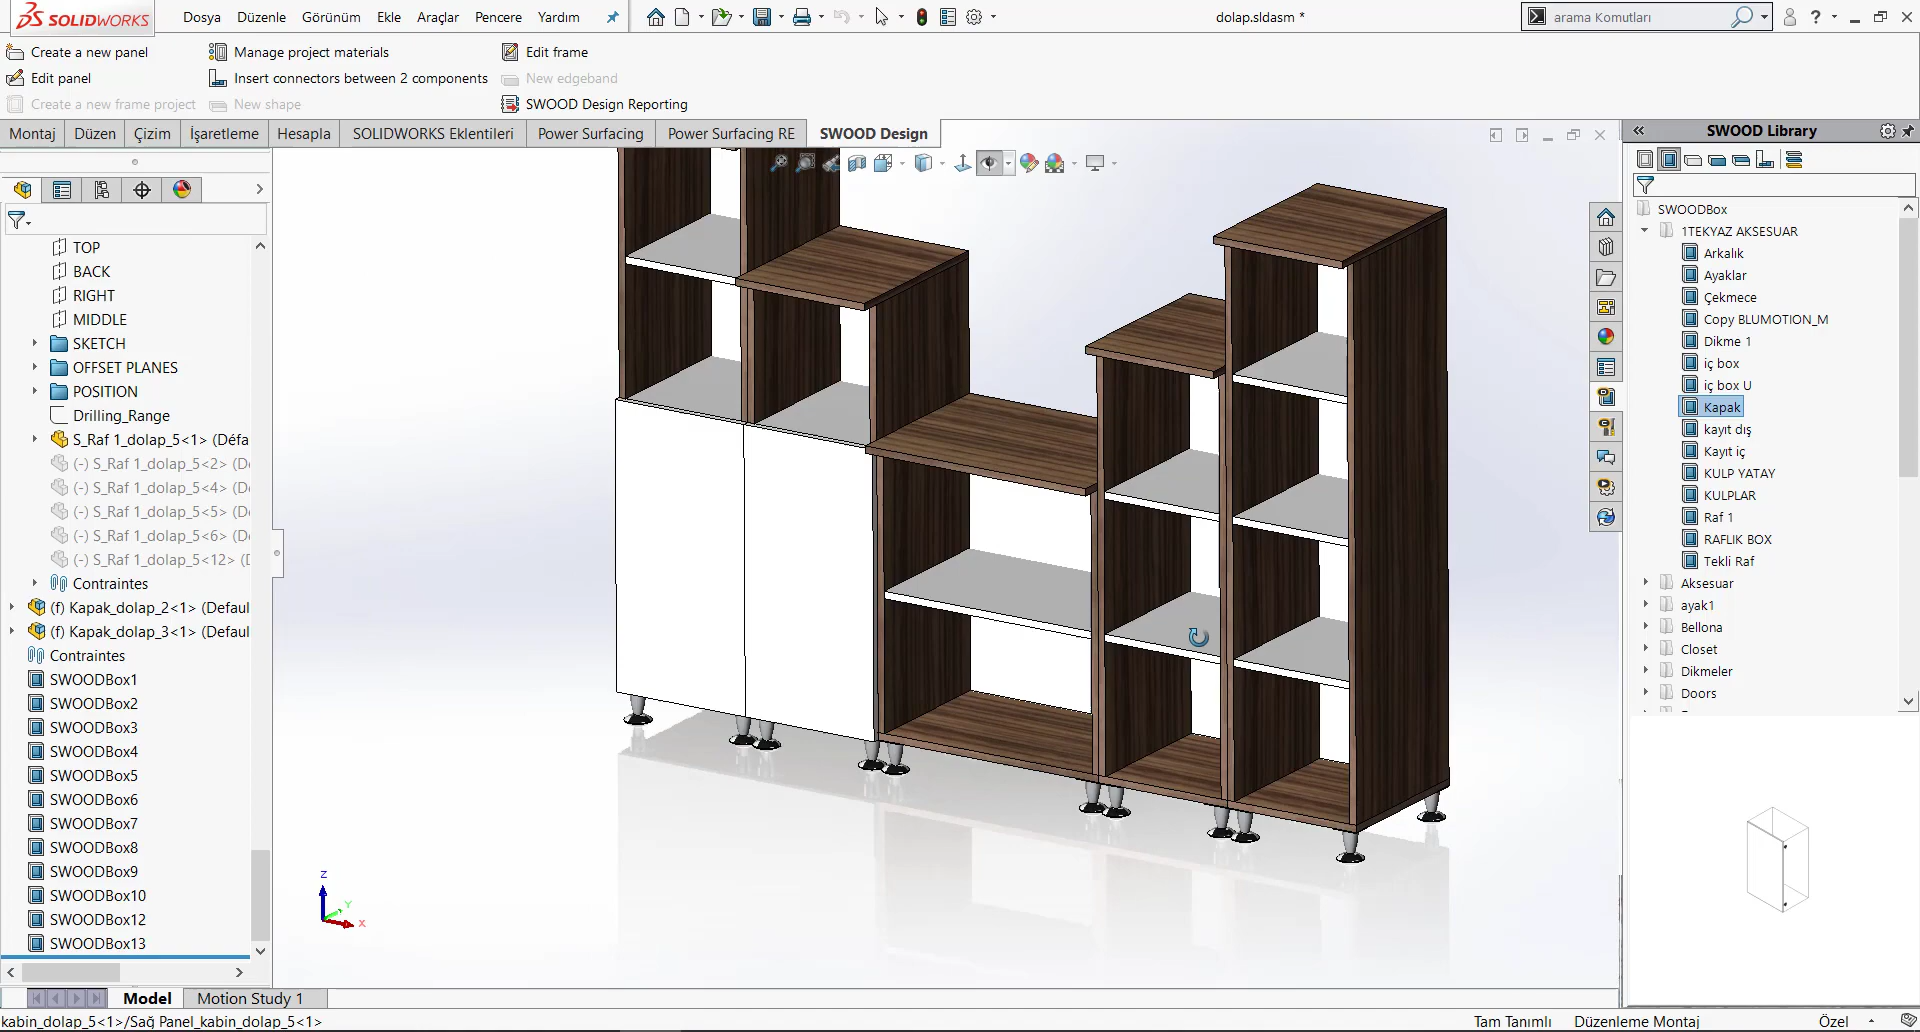 SOLIDWORKS
Dosya Düzenle Görünüm Ekle Araçlar Pencere Yardım
dolap.sldasm *
arama Komutları
Create a new panel Manage project materials Edit frame
Edit panel Insert connectors between 2 components New edgeband
Create a new frame project New shape SWOOD Design Reporting
Montaj Düzen Çizim İşaretleme Hesapla SOLIDWORKS Eklentileri Power Surfacing Power Surfacing RE SWOOD Design
TOP
BACK
RIGHT
MIDDLE
SKETCH
OFFSET PLANES
POSITION
Drilling_Range
S_Raf 1_dolap_5<1> (Défa
(-) S_Raf 1_dolap_5<2> (D
(-) S_Raf 1_dolap_5<4> (D
(-) S_Raf 1_dolap_5<5> (D
(-) S_Raf 1_dolap_5<6> (D
(-) S_Raf 1_dolap_5<12> (
Contraintes
(f) Kapak_dolap_2<1> (Defaul
(f) Kapak_dolap_3<1> (Defaul
Contraintes
SWOODBox1
SWOODBox2
SWOODBox3
SWOODBox4
SWOODBox5
SWOODBox6
SWOODBox7
SWOODBox8
SWOODBox9
SWOODBox10
SWOODBox12
SWOODBox13
Z
Y
X
SWOOD Library
SWOODBox
1TEKYAZ AKSESUAR
Arkalık
Ayaklar
Çekmece
Copy BLUMOTION_M
Dikme 1
iç box
iç box U
Kapak
kayıt dış
Kayıt iç
KULP YATAY
KULPLAR
Raf 1
RAFLIK BOX
Tekli Raf
Aksesuar
ayak1
Bellona
Closet
Dikmeler
Doors
Model Motion Study 1
kabin_dolap_5<1>/Sağ Panel_kabin_dolap_5<1>
Tam Tanımlı Düzenleme Montaj Özel